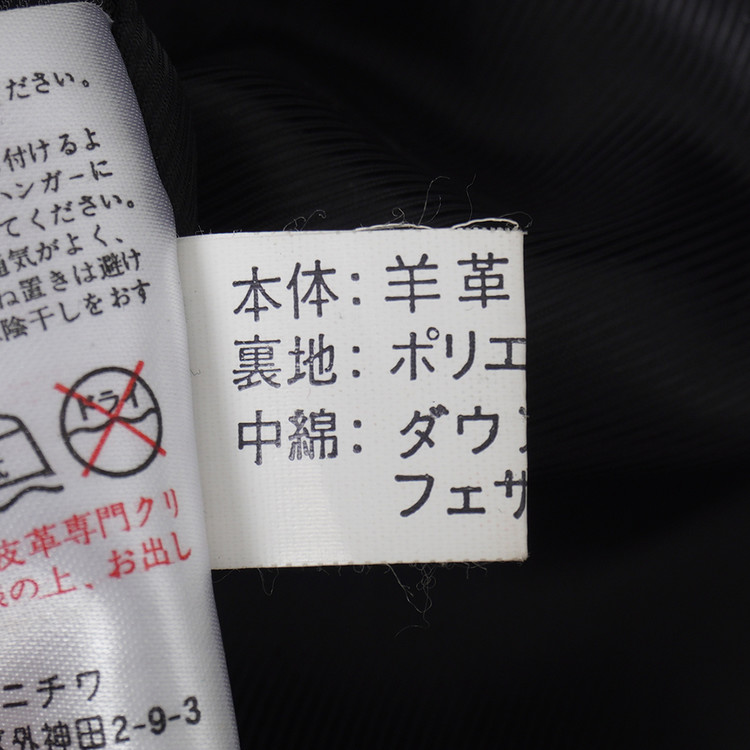 ださい。
付けるよ
ハンガーに
てください。
通気がよく、
ね置きは避け
陰干しをおす
ドライ
皮革専門クリ
の上、お出し
ニチワ
外神田2-9-3
本体：羊革
裏地：ポリエ
中綿：ダウン
フェザ